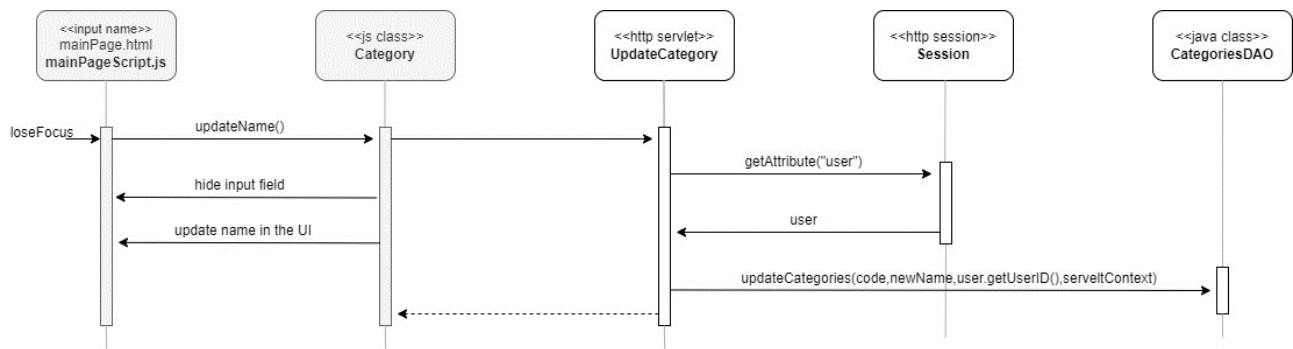 <<input name>>
mainPage.html
mainPageScript.js
<<js class>>
Category
<<http servlet>>
UpdateCategory
<<http session>>
Session
<<java class>>
CategoriesDAO
loseFocus
updateName()
getAttribute("user")
hide input field
user
update name in the UI
updateCategories(code,newName,user.getUserID(),serveltContext)